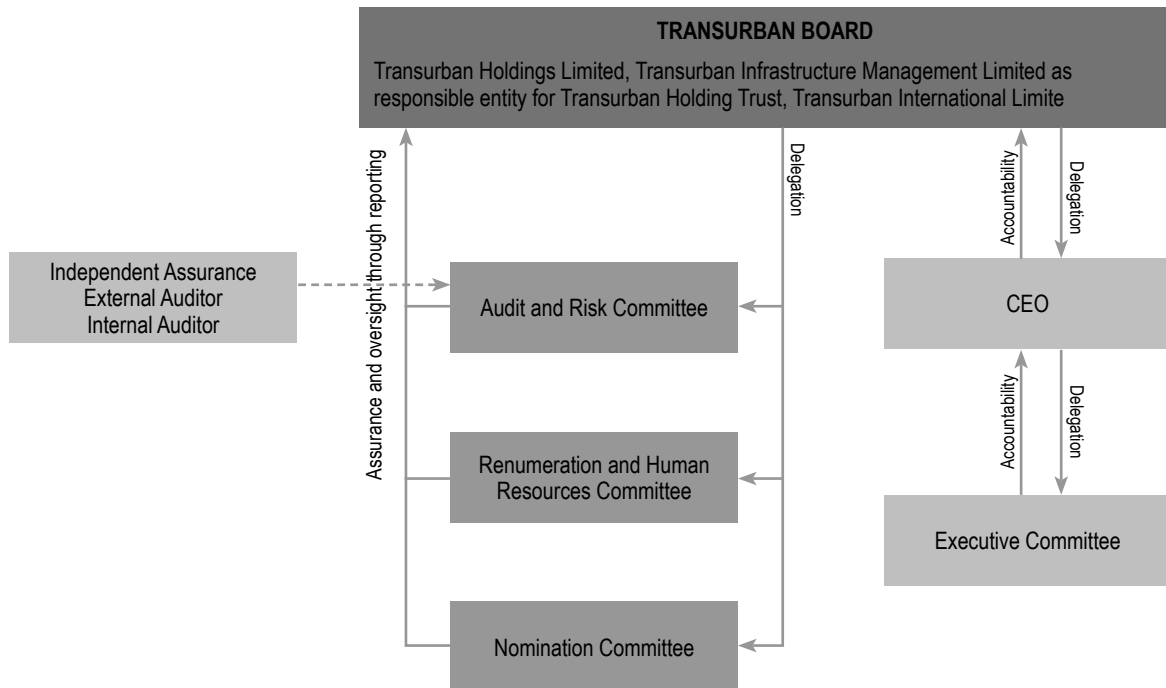 TRANSURBAN BOARD
Transurban Holdings Limited, Transurban Infrastructure Management Limited as
responsible entity for Transurban Holding Trust, Transurban International Limite
Assurance and oversight through reporting
Delegation
Accountability
Delegation
Independent Assurance
External Auditor
Internal Auditor
Audit and Risk Committee
CEO
Accountability
Delegation
Renumeration and Human
Resources Committee
Executive Committee
Nomination Committee